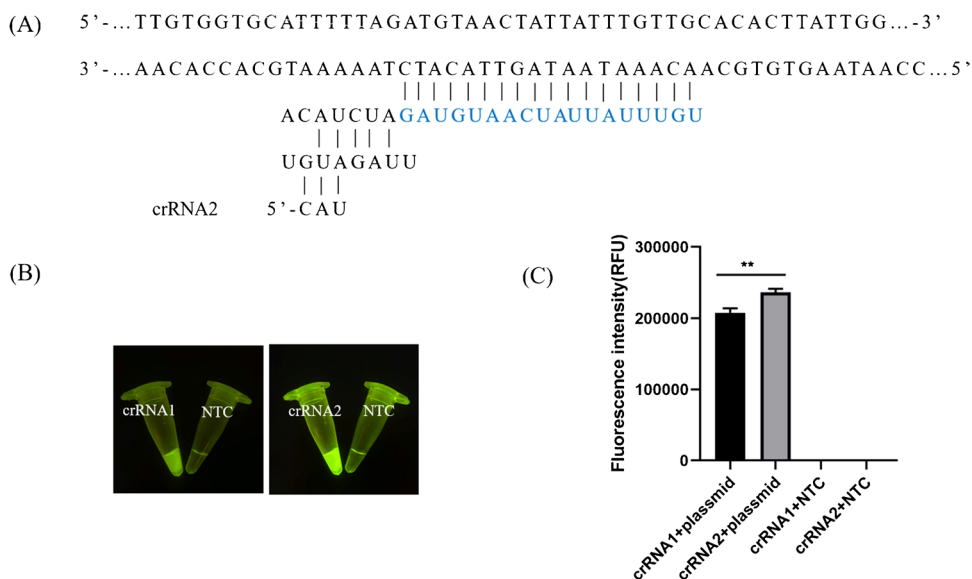 (A)
5’-…TTGTGGTGCATTTTTAGATGTAACTATTATTTGTTGCACACTTATTGG…-3’
3’-…AACACCACGTAAAAATCTACATTGATAATAAACAACGTGTGAATAACC…5’
ACAUCUAGAUGUAACUAUUAUUUGU
UGUAGAUU
crRNA2 5’-CAU
(B)
crRNA1 NTC
crRNA2 NTC
(C)
Fluorescence intensity(RFU)
300000
200000
100000
0
**
crRNA1+plassmid
crRNA2+plassmid
crRNA1+NTC
crRNA2+NTC